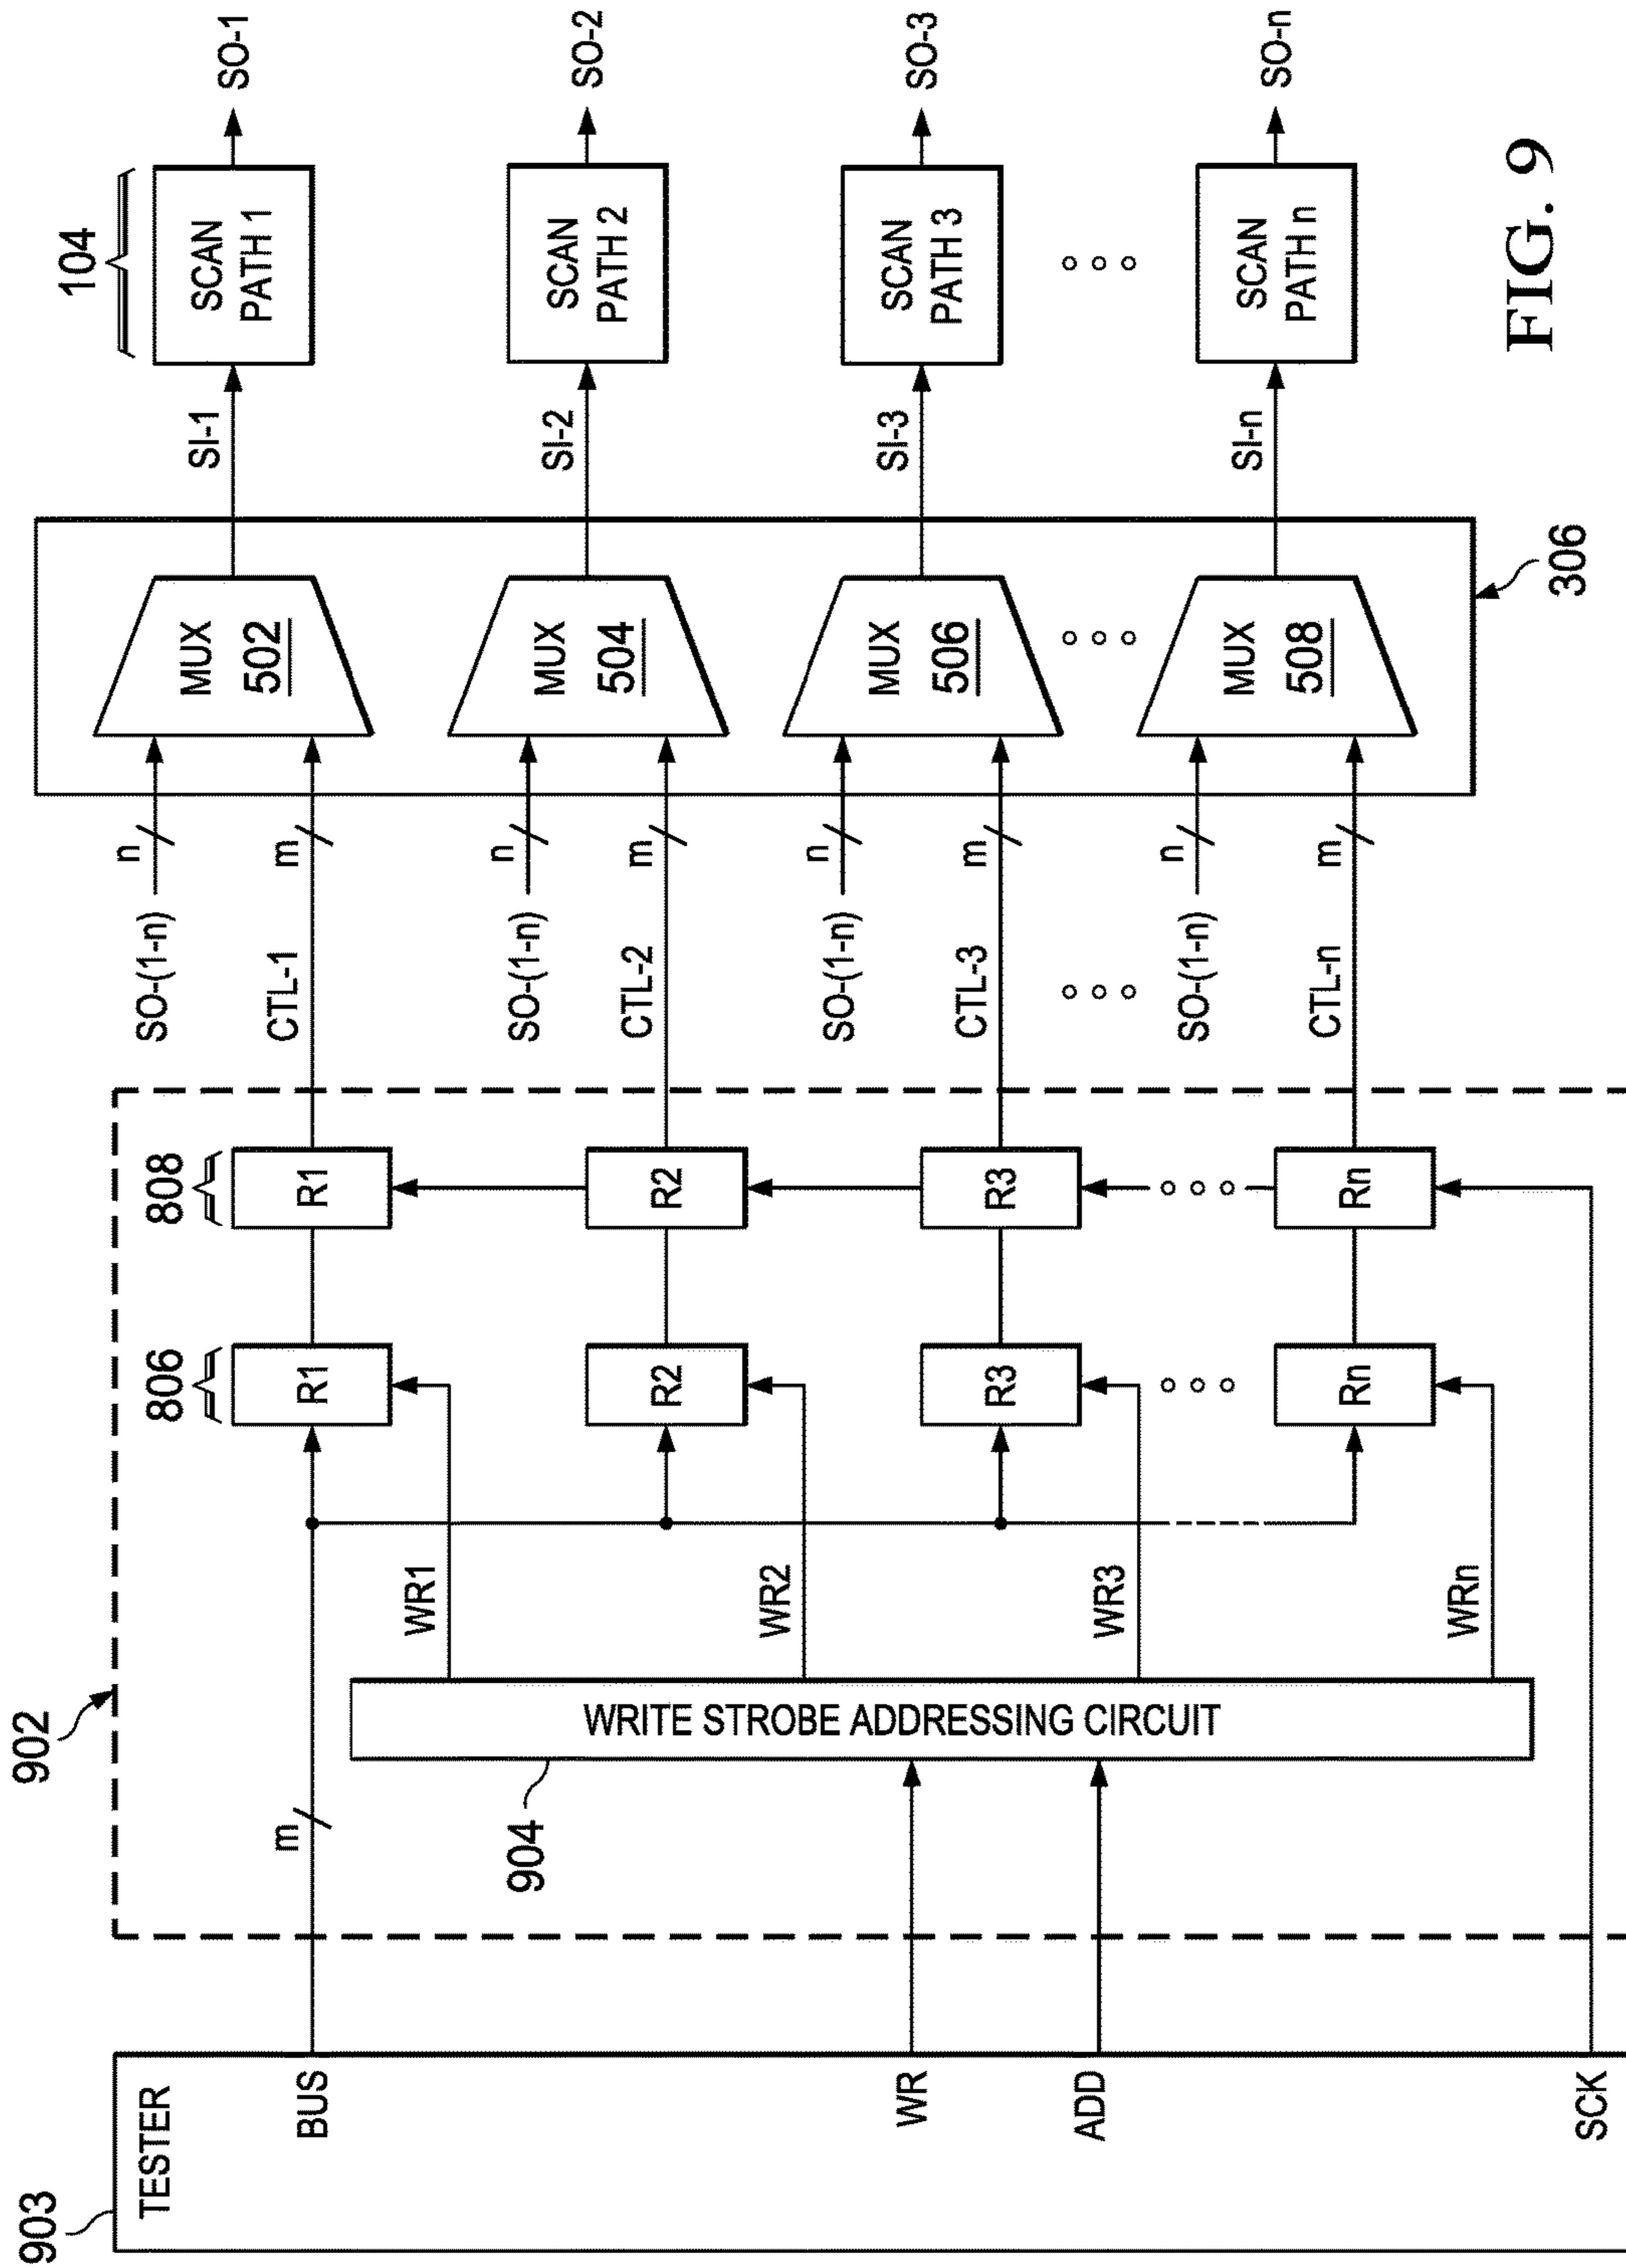 903
TESTER
BUS
WR
ADD
SCK
902
m
904
WRITE STROBE ADDRESSING CIRCUIT
WR1
WR2
WR3
WRn
806
R1
R2
R3
Rn
808
R1
R2
R3
Rn
SO-(1-n)
n
CTL-1
m
SO-(1-n)
n
CTL-2
m
SO-(1-n)
n
CTL-3
m
SO-(1-n)
n
CTL-n
m
MUX
502
MUX
504
MUX
506
MUX
508
306
SI-1
SI-2
SI-3
SI-n
104
SCAN
PATH 1
SCAN
PATH 2
SCAN
PATH 3
SCAN
PATH n
SO-1
SO-2
SO-3
SO-n
FIG. 9